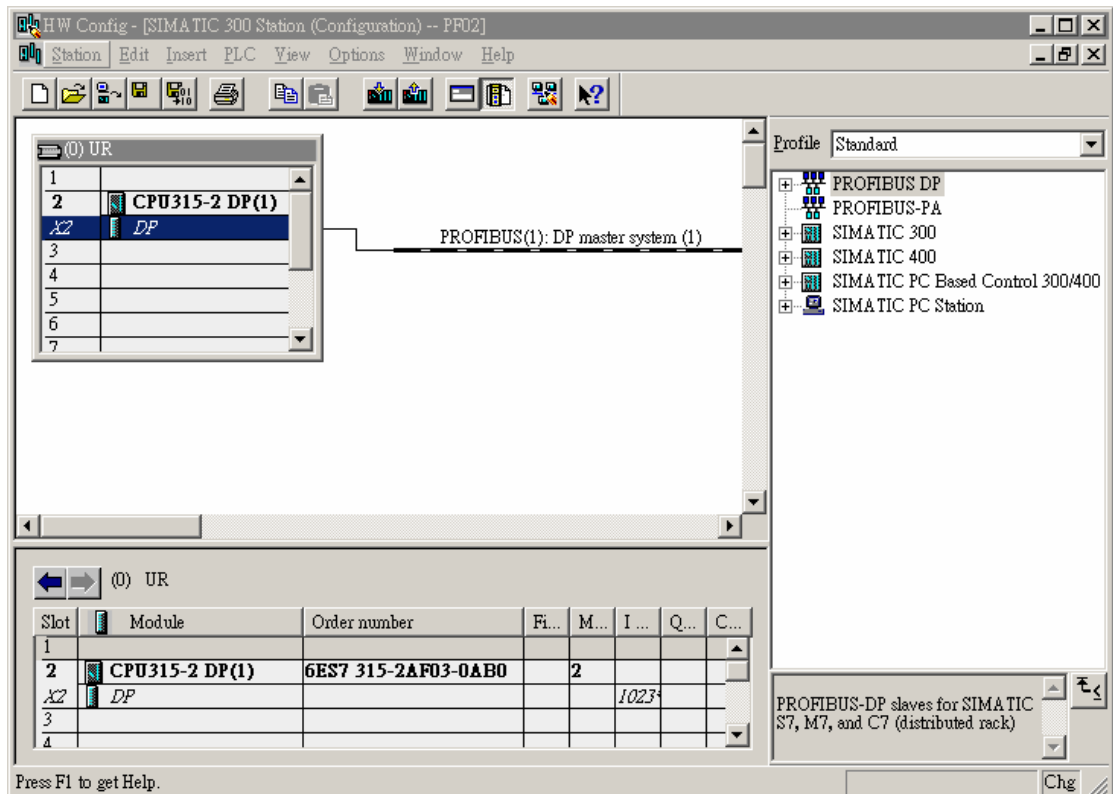 HW Config - [SIMATIC 300 Station (Configuration) -- PF02]
Station Edit Insert PLC View Options Window Help
(0) UR
1
2 CPU315-2 DP(1)
X2 DP
3
4
5
6
7
PROFIBUS(1): DP master system (1)
Profile Standard
PROFIBUS DP
PROFIBUS-PA
SIMATIC 300
SIMATIC 400
SIMATIC PC Based Control 300/400
SIMATIC PC Station
(0) UR
Slot Module Order number Fi... M... I ... Q... C...
1
2 CPU315-2 DP(1) 6ES7 315-2AF03-0AB0 2
X2 DP 1023*
3
4
PROFIBUS-DP slaves for SIMATIC
S7, M7, and C7 (distributed rack)
Press F1 to get Help.
Chg